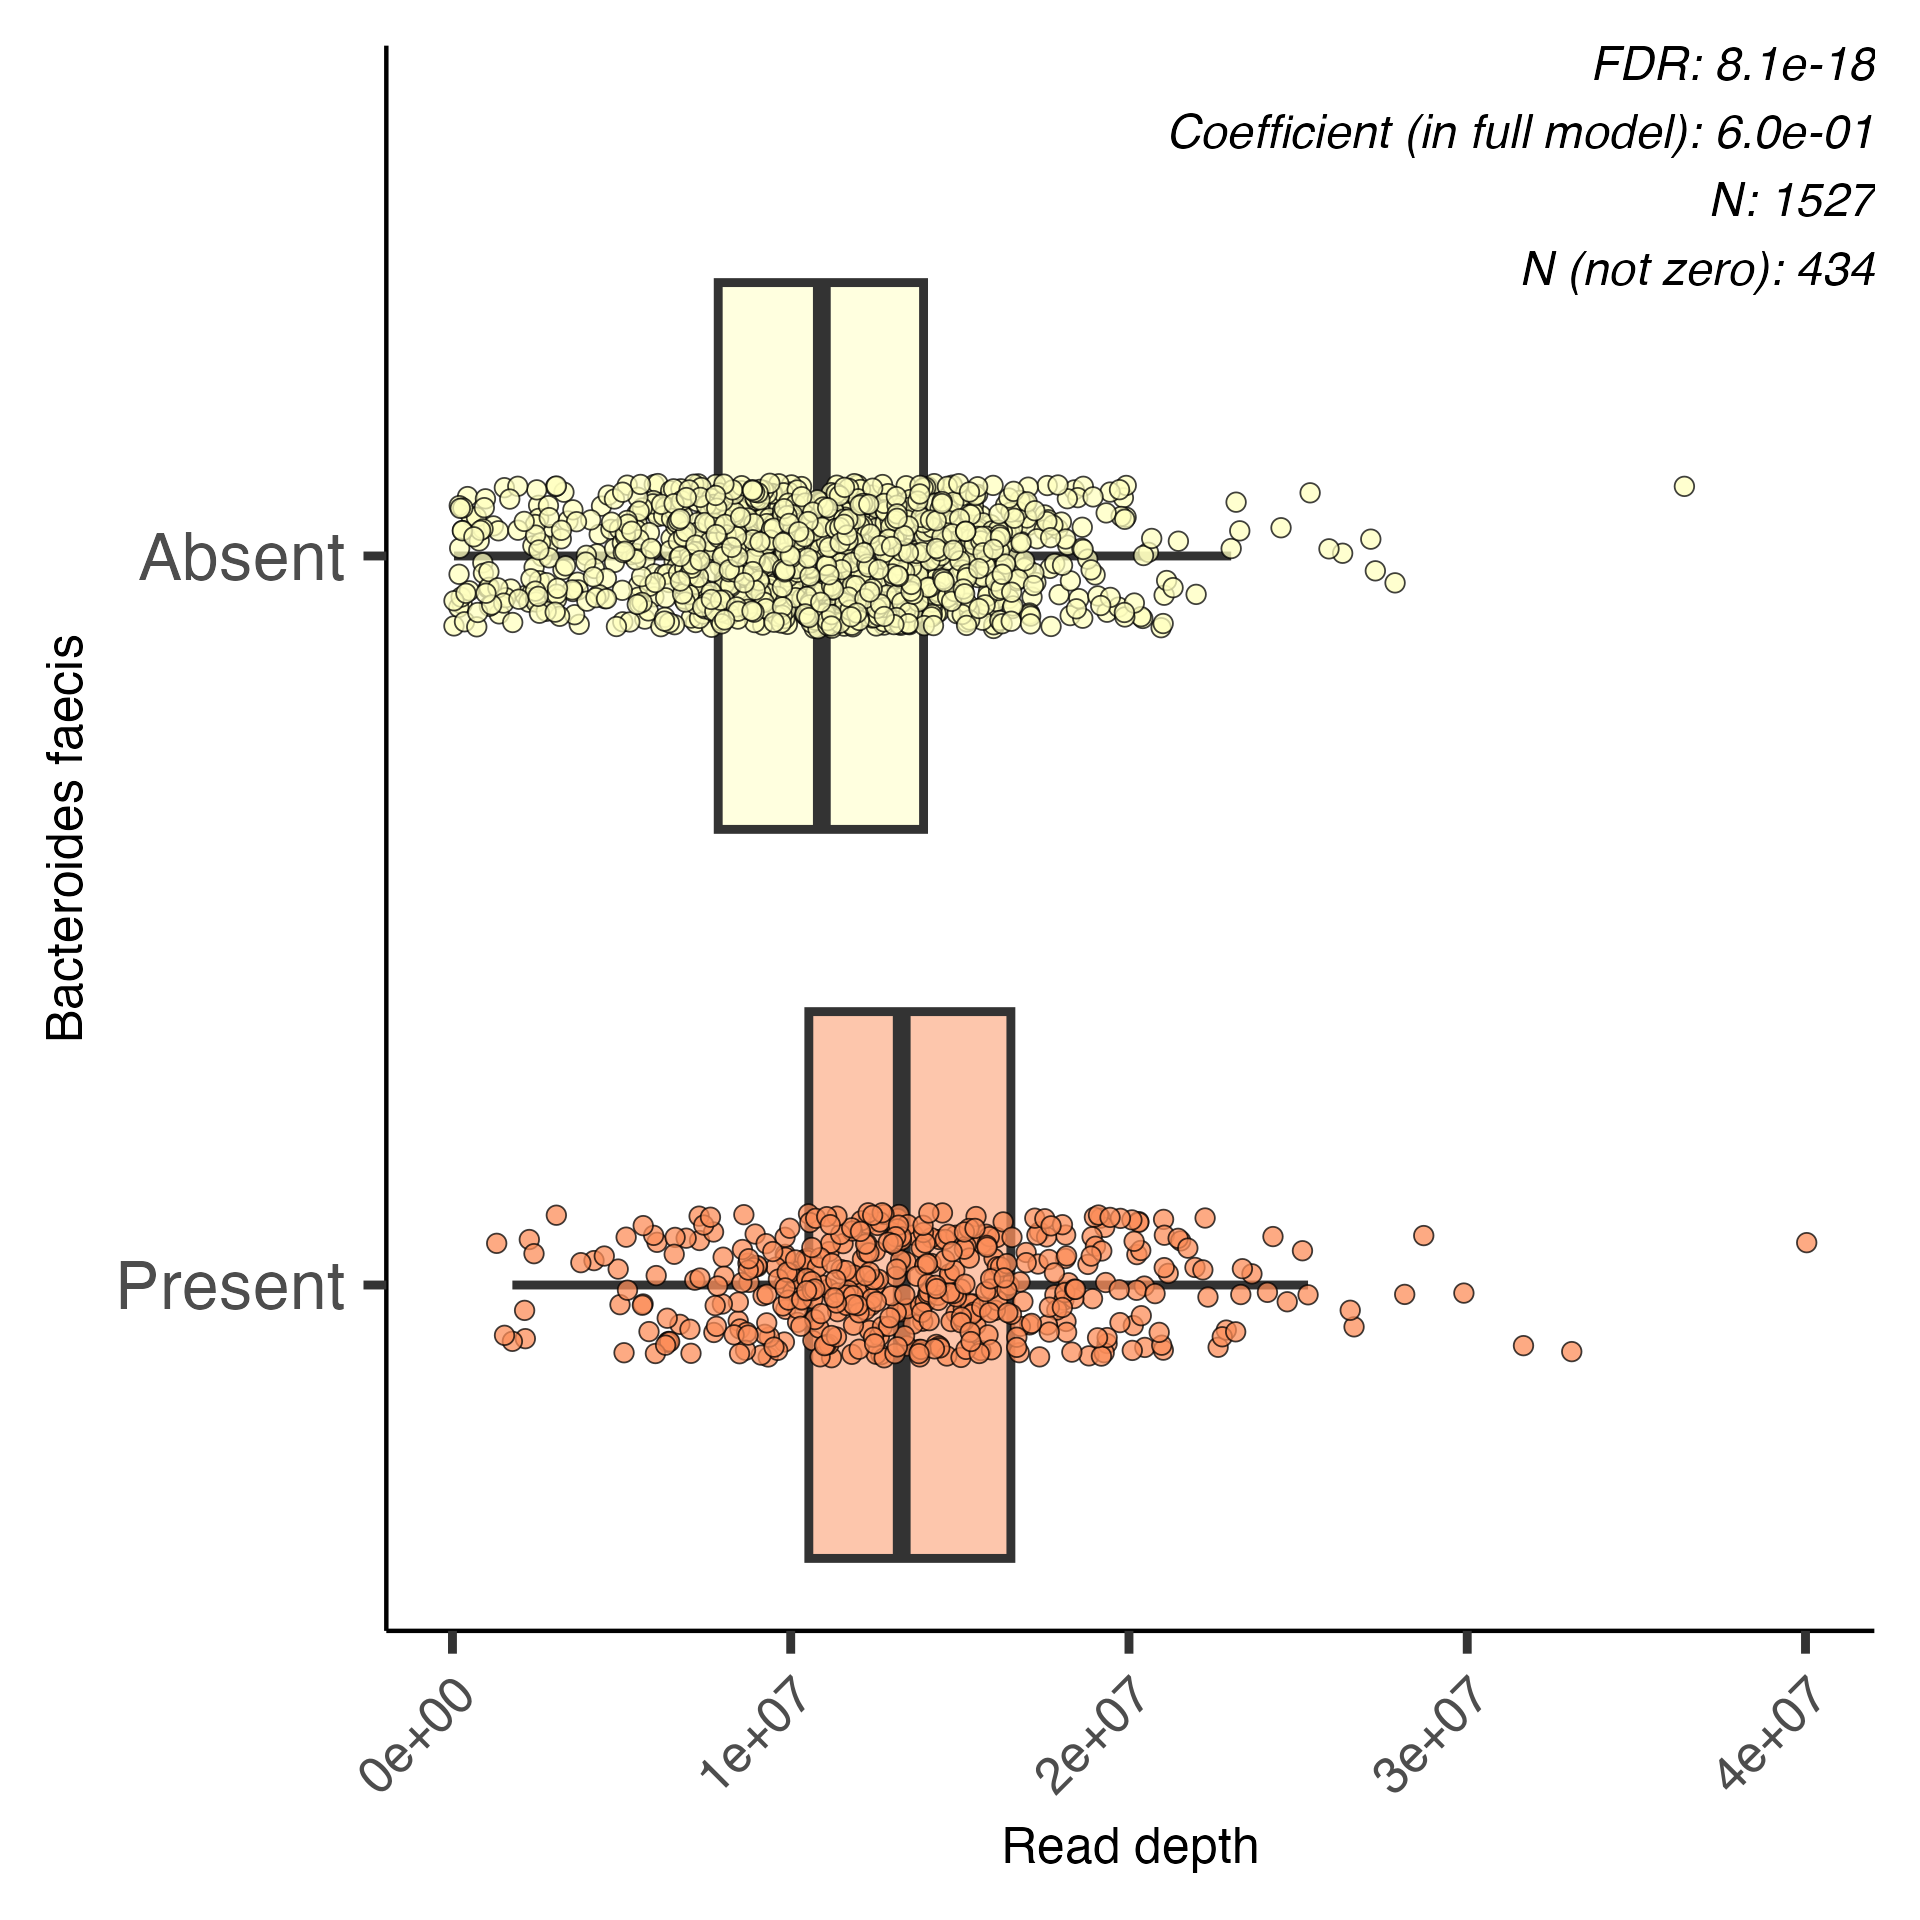 FDR: 8.1e-18
Coefficient (in full model): 6.0e-01
N: 1527
N (not zero): 434
Absent
Bacteroides faecis
Present
0e+00
1e+07
2e+07
3e+07
4e+07
Read depth